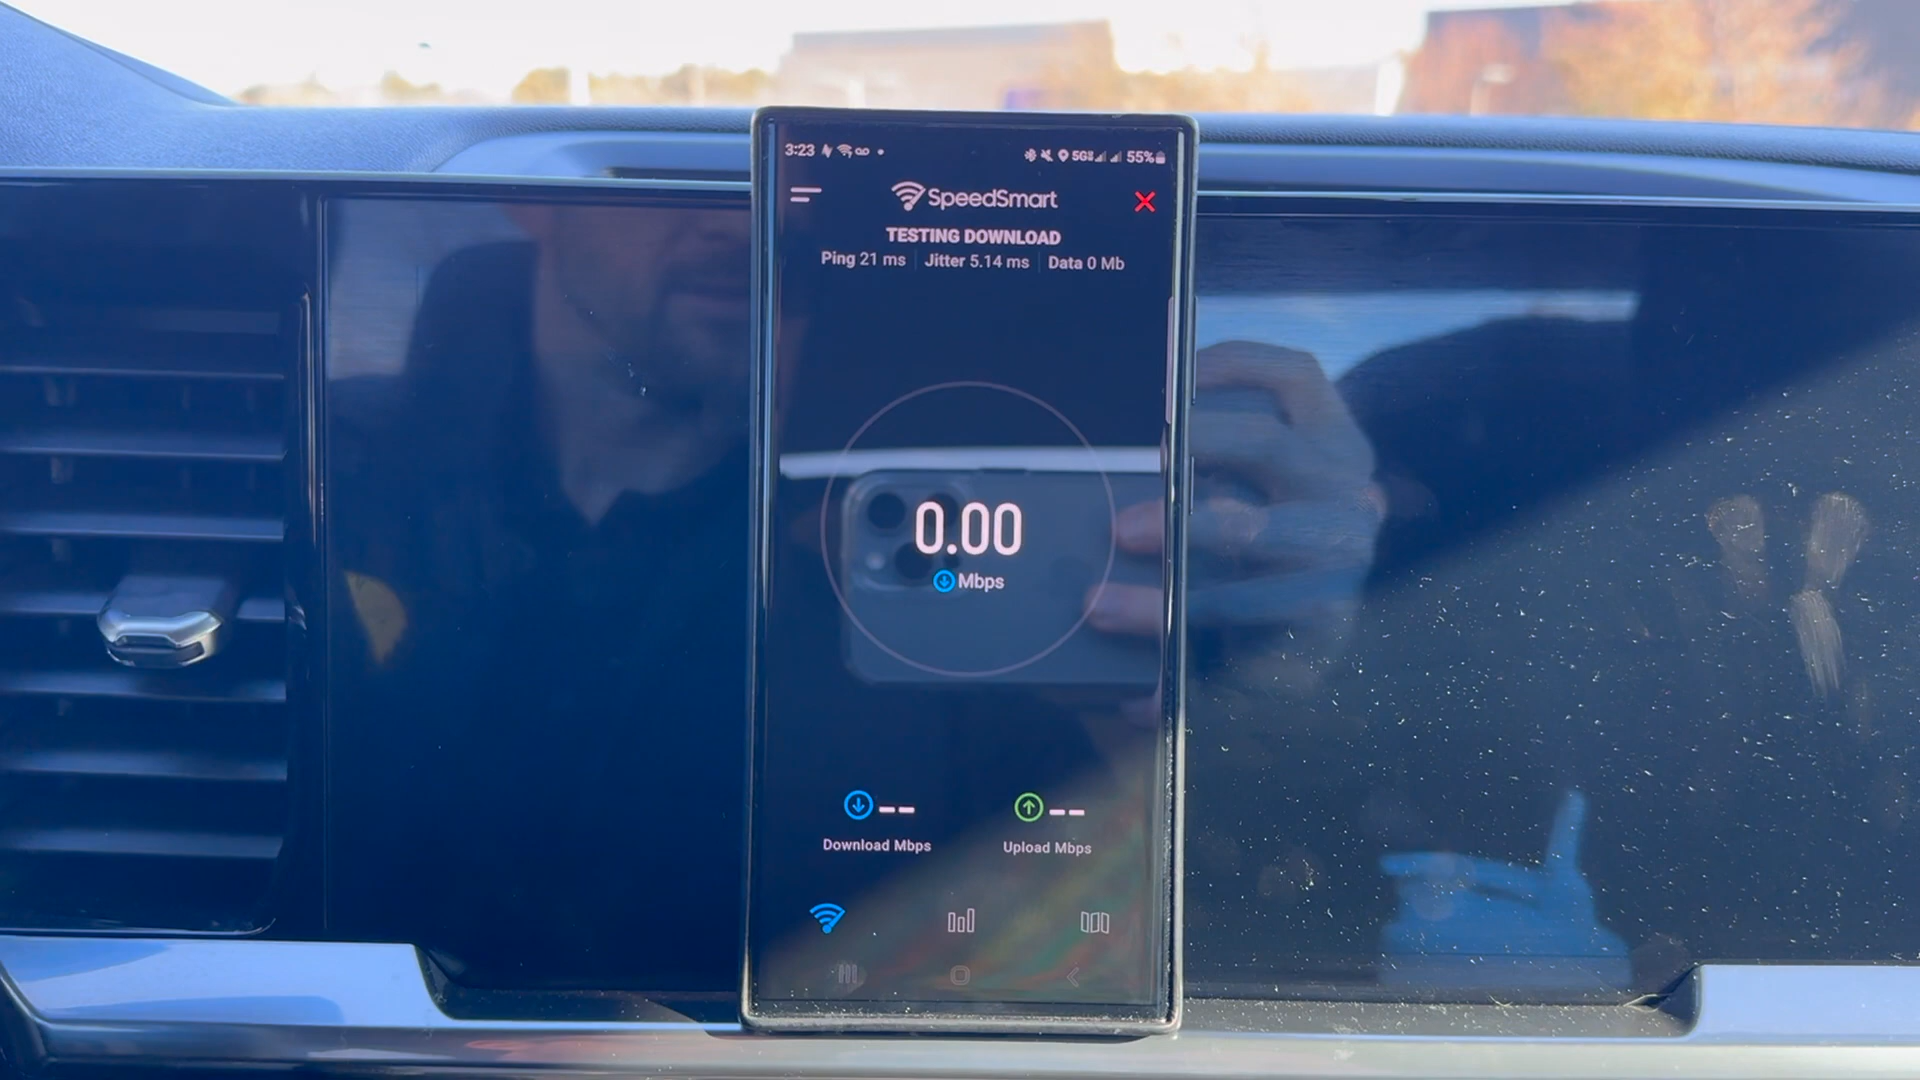 3:23 5G 55%
SpeedSmart
TESTING DOWNLOAD
Ping 21 ms Jitter 5.14 ms Data 0 Mb
0.00
Mbps
-- --
Download Mbps Upload Mbps